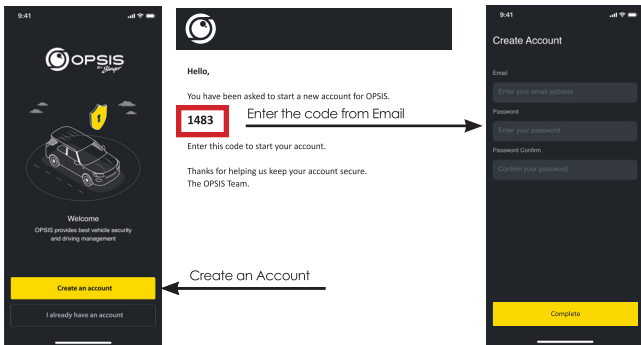 9:41
OPSIS
BY Stinger
Welcome
OPSIS provides best vehicle security
and driving management
Create an account
I already have an account
Hello,
You have been asked to start a new account for OPSIS.
1483
Enter the code from Email
Enter this code to start your account.
Thanks for helping us keep your account secure.
The OPSIS Team.
Create an Account
9:41
Create Account
Email
Enter your email address
Password
Enter your password
Password Confirm
Confirm your password
Complete